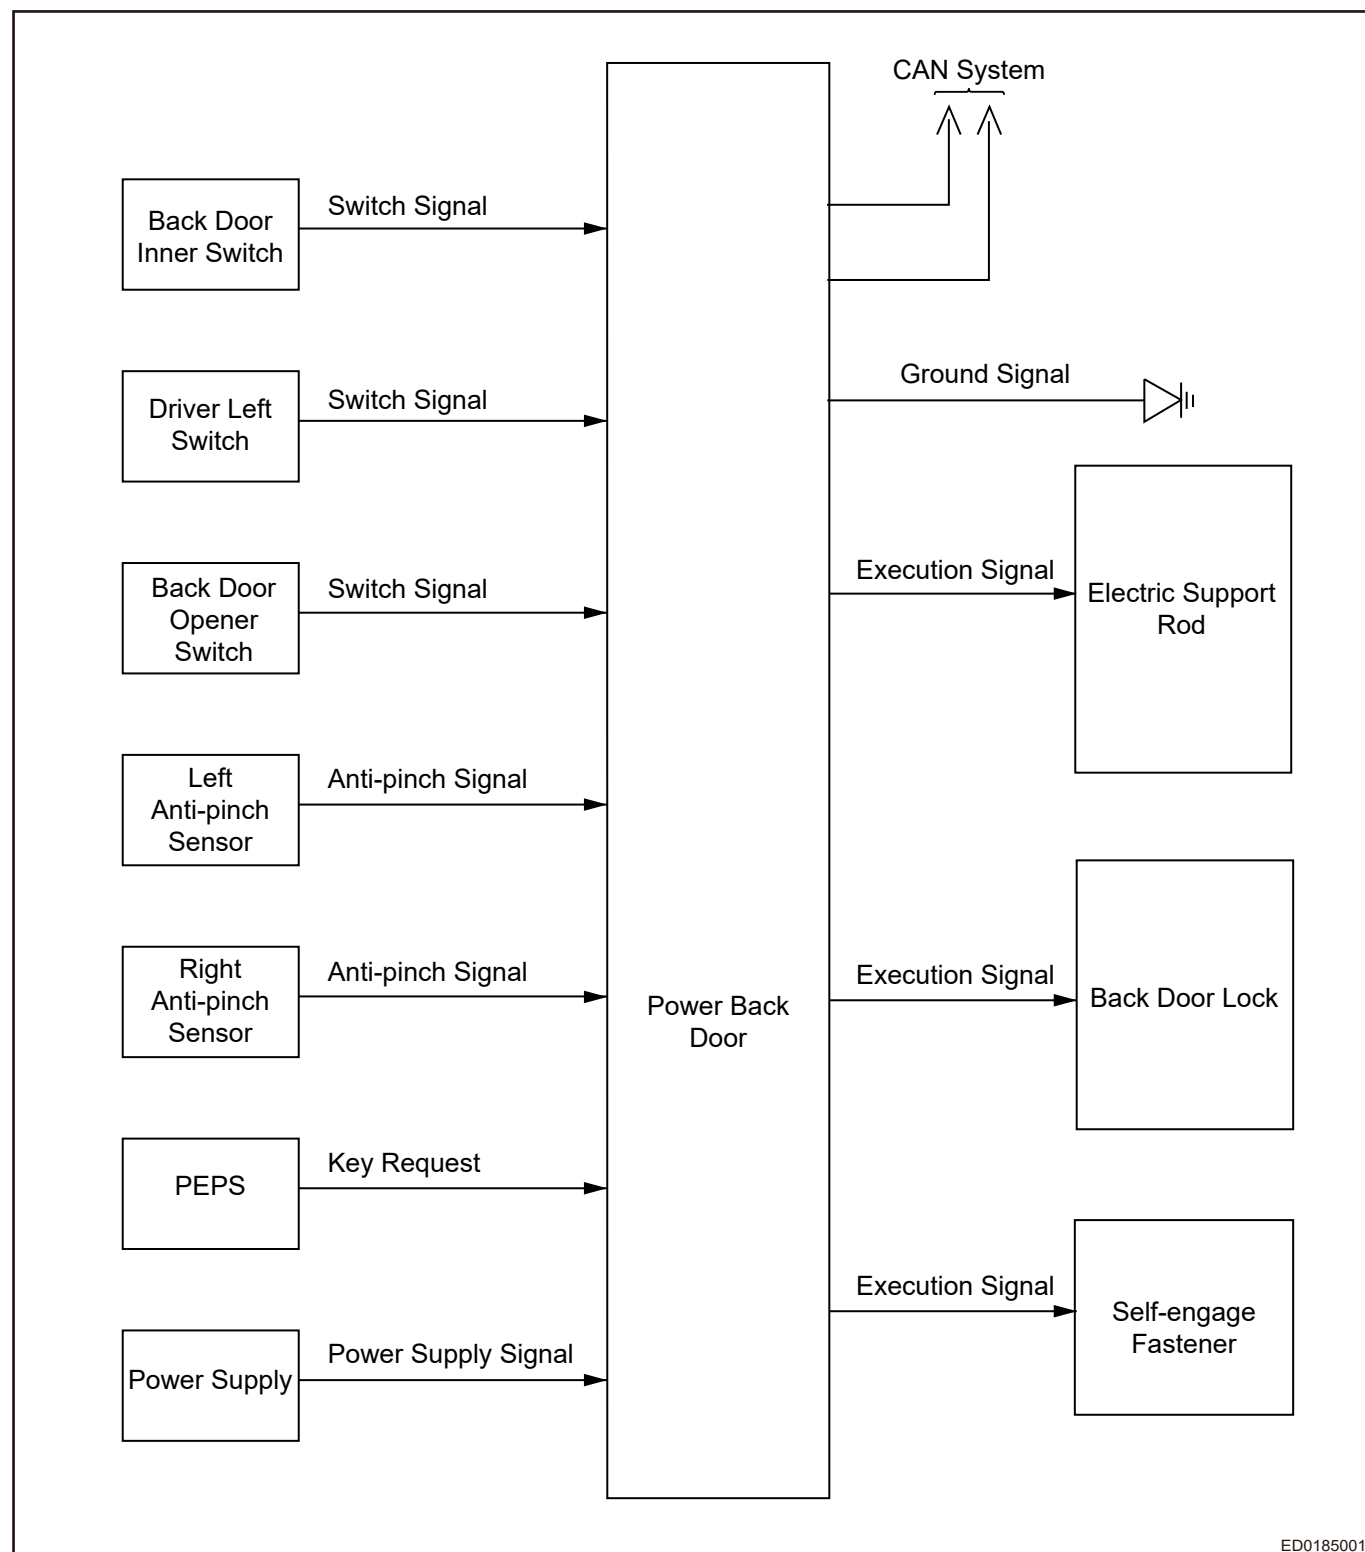 CAN System
Switch Signal
Back Door
Inner Switch
Ground Signal
Driver Left
Switch
Switch Signal
Back Door
Opener
Switch
Switch Signal
Execution Signal
Electric Support
Rod
Left
Anti-pinch
Sensor
Anti-pinch Signal
Right
Anti-pinch
Sensor
Anti-pinch Signal
Power Back
Door
Execution Signal
Back Door Lock
PEPS
Key Request
Execution Signal
Self-engage
Fastener
Power Supply
Power Supply Signal
ED0185001